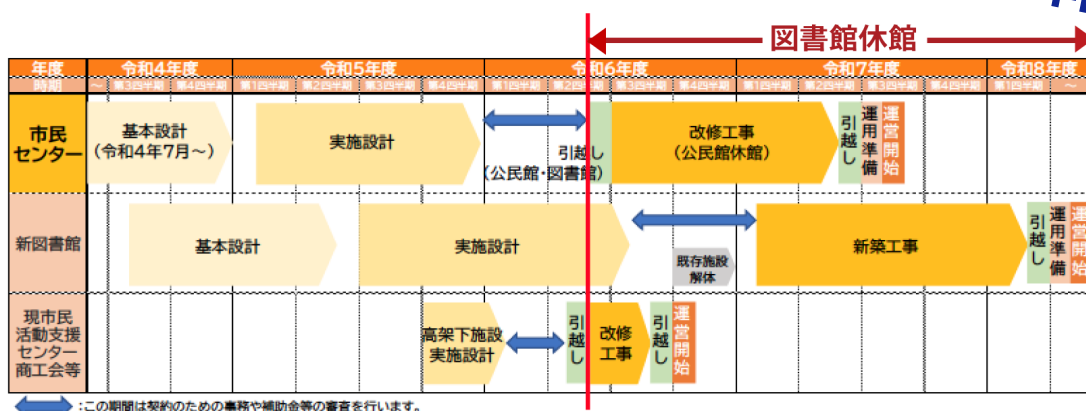 図書館休館
年度 令和4年度 令和5年度 令和6年度 令和7年度 令和8年度
時期 ～ 第3四半期 第4四半期 第1四半期 第2四半期 第3四半期 第4四半期 第1四半期 第2四半期 第3四半期 第4四半期 第1四半期 第2四半期 第3四半期 第4四半期 第1四半期 ～
市民
センター
基本設計
(令和4年7月～)
実施設計
引越し
(公民館・図書館)
改修工事
(公民館休館)
引越し
運用準備
運営開始
新図書館
基本設計
実施設計
既存施設
解体
新築工事
引越し
運用準備
運営開始
現市民
活動支援
センター
商工会等
高架下施設
実施設計
引越し
改修
工事
引越し
運営開始
:この期間は契約のための事務や補助金等の審査を行います。